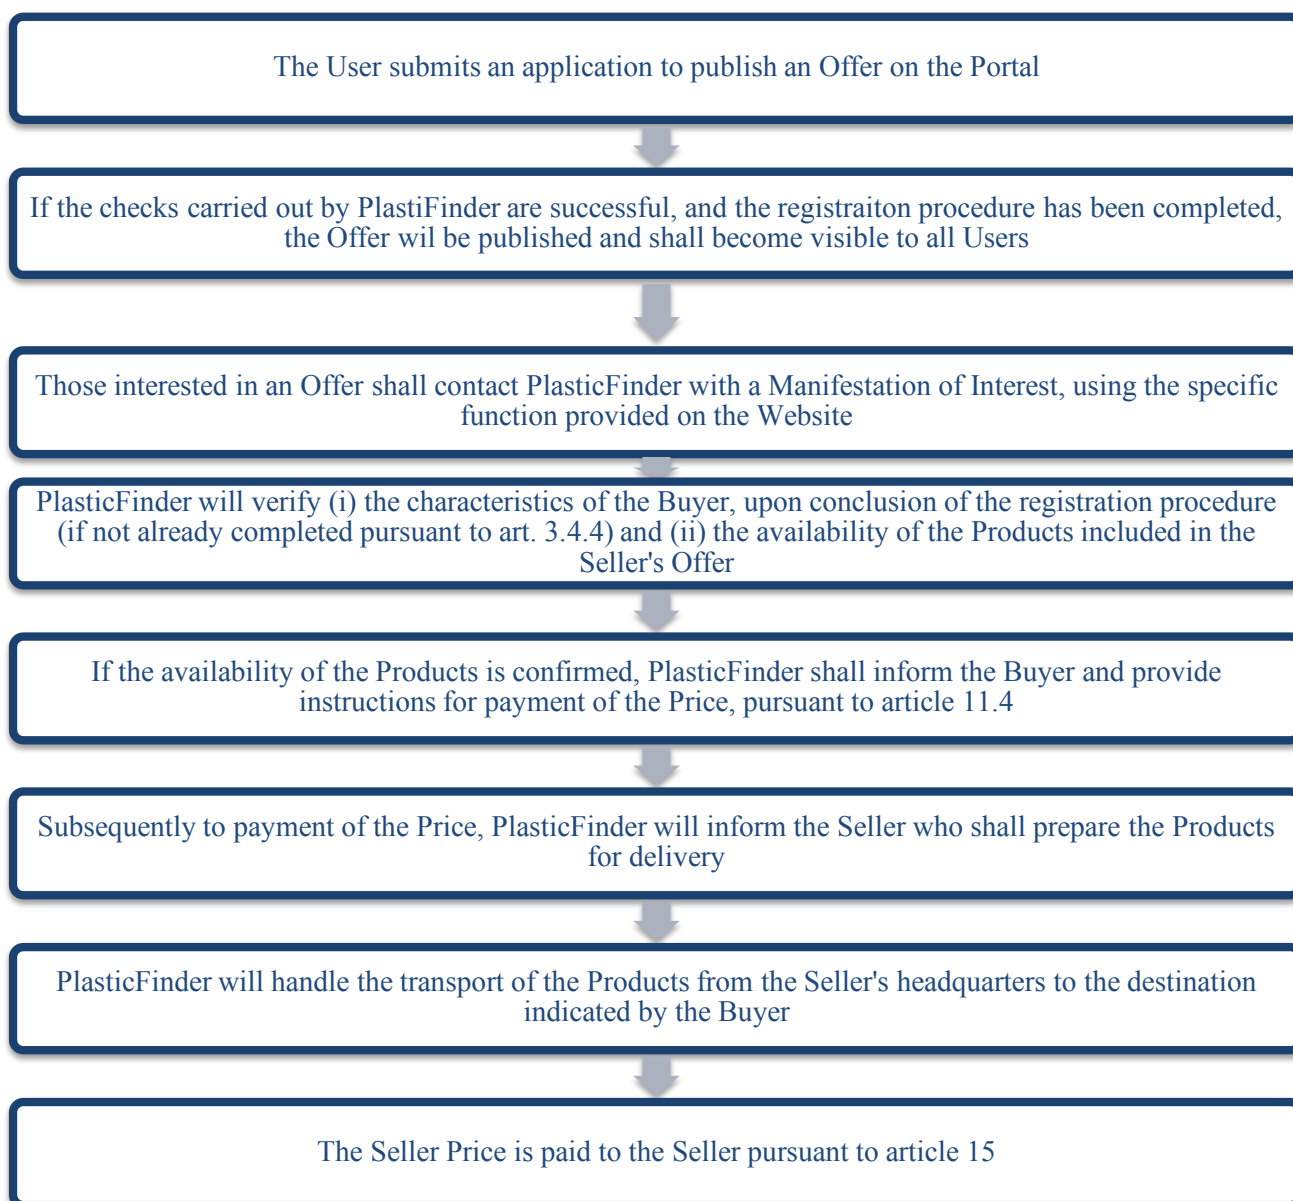 The User submits an application to publish an Offer on the Portal
If the checks carried out by PlastiFinder are successful, and the registraiton procedure has been completed,
the Offer wil be published and shall become visible to all Users
Those interested in an Offer shall contact PlasticFinder with a Manifestation of Interest, using the specific
function provided on the Website
PlasticFinder will verify (i) the characteristics of the Buyer, upon conclusion of the registration procedure
(if not already completed pursuant to art. 3.4.4) and (ii) the availability of the Products included in the
Seller's Offer
If the availability of the Products is confirmed, PlasticFinder shall inform the Buyer and provide
instructions for payment of the Price, pursuant to article 11.4
Subsequently to payment of the Price, PlasticFinder will inform the Seller who shall prepare the Products
for delivery
PlasticFinder will handle the transport of the Products from the Seller's headquarters to the destination
indicated by the Buyer
The Seller Price is paid to the Seller pursuant to article 15